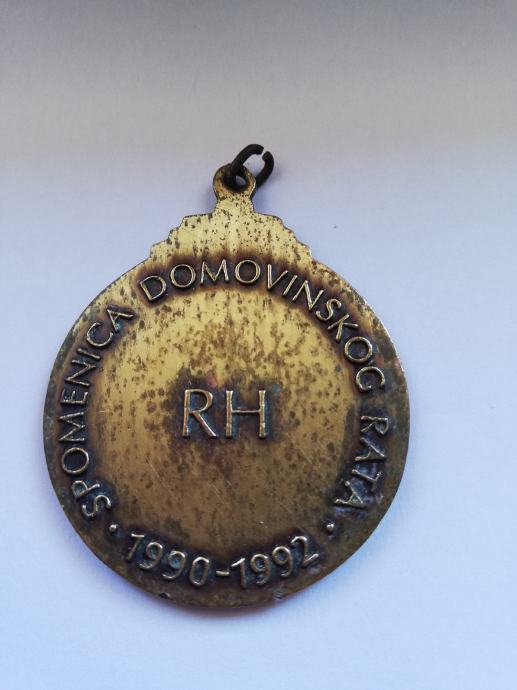 SPOMENICA DOMOVINSKOG RATA
RH
· 1990-1992 ·